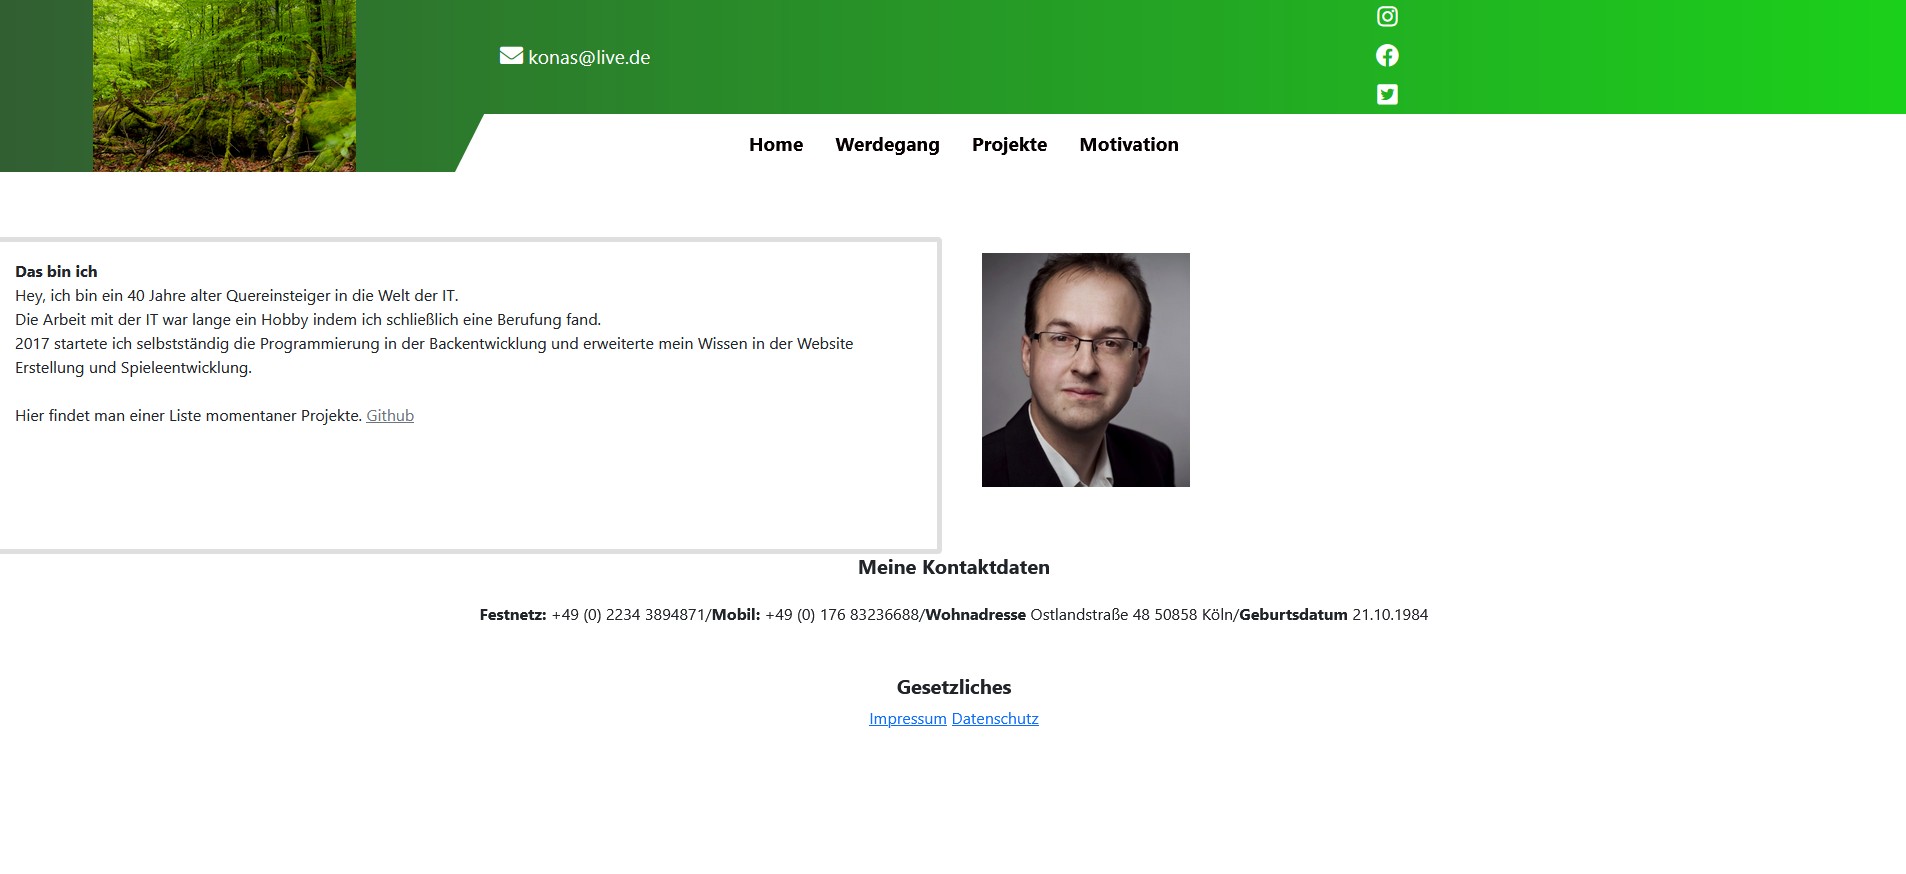 konas@live.de
Home Werdegang Projekte Motivation
Das bin ich
Hey, ich bin ein 40 Jahre alter Quereinsteiger in die Welt der IT.
Die Arbeit mit der IT war lange ein Hobby indem ich schließlich eine Berufung fand.
2017 startete ich selbstständig die Programmierung in der Backentwicklung und erweiterte mein Wissen in der Website
Erstellung und Spieleentwicklung.
Hier findet man einer Liste momentaner Projekte. Github
Meine Kontaktdaten
Festnetz: +49 (0) 2234 3894871/Mobil: +49 (0) 176 83236688/Wohnadresse Ostlandstraße 48 50858 Köln/Geburtsdatum 21.10.1984
Gesetzliches
Impressum Datenschutz